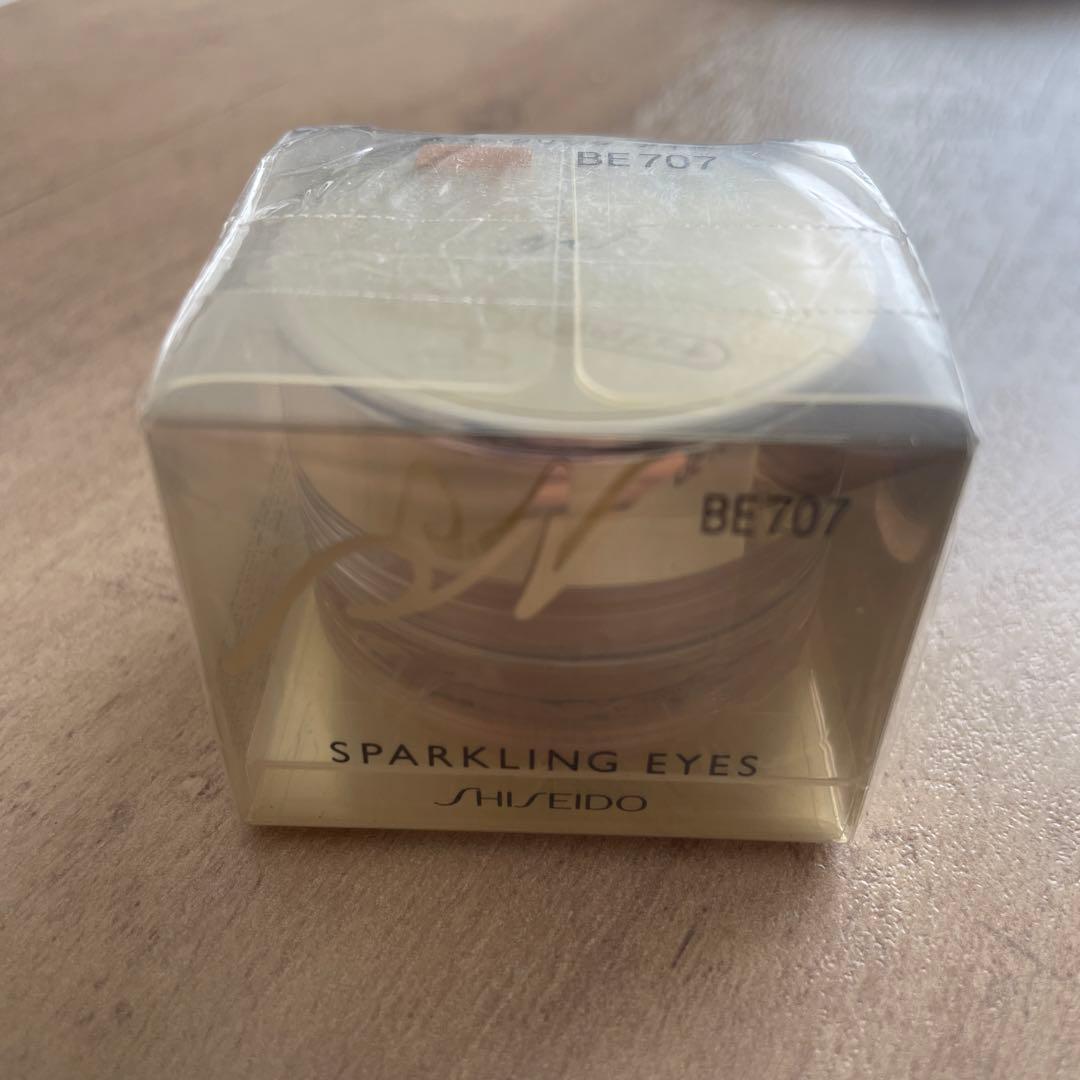 BE707
BE707
SPARKLING EYES
SHISEIDO